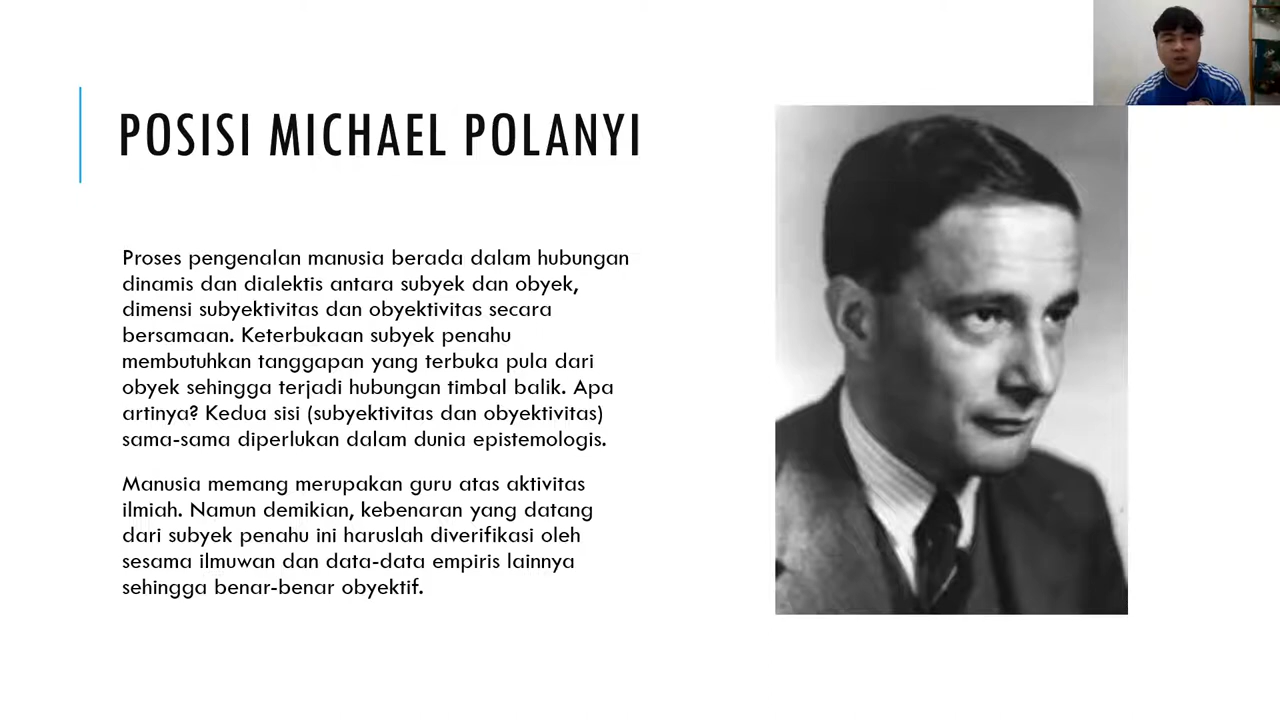 POSISI MICHAEL POLANYI
Proses pengenalan manusia berada dalam hubungan
dinamis dan dialektis antara subyek dan obyek,
dimensi subyektivitas dan obyektivitas secara
bersamaan. Keterbukaan subyek penahu
membutuhkan tanggapan yang terbuka pula dari
obyek sehingga terjadi hubungan timbal balik. Apa
artinya? Kedua sisi (subyektivitas dan obyektivitas)
sama-sama diperlukan dalam dunia epistemologis.
Manusia memang merupakan guru atas aktivitas
ilmiah. Namun demikian, kebenaran yang datang
dari subyek penahu ini haruslah diverifikasi oleh
sesama ilmuwan dan data-data empiris lainnya
sehingga benar-benar obyektif.